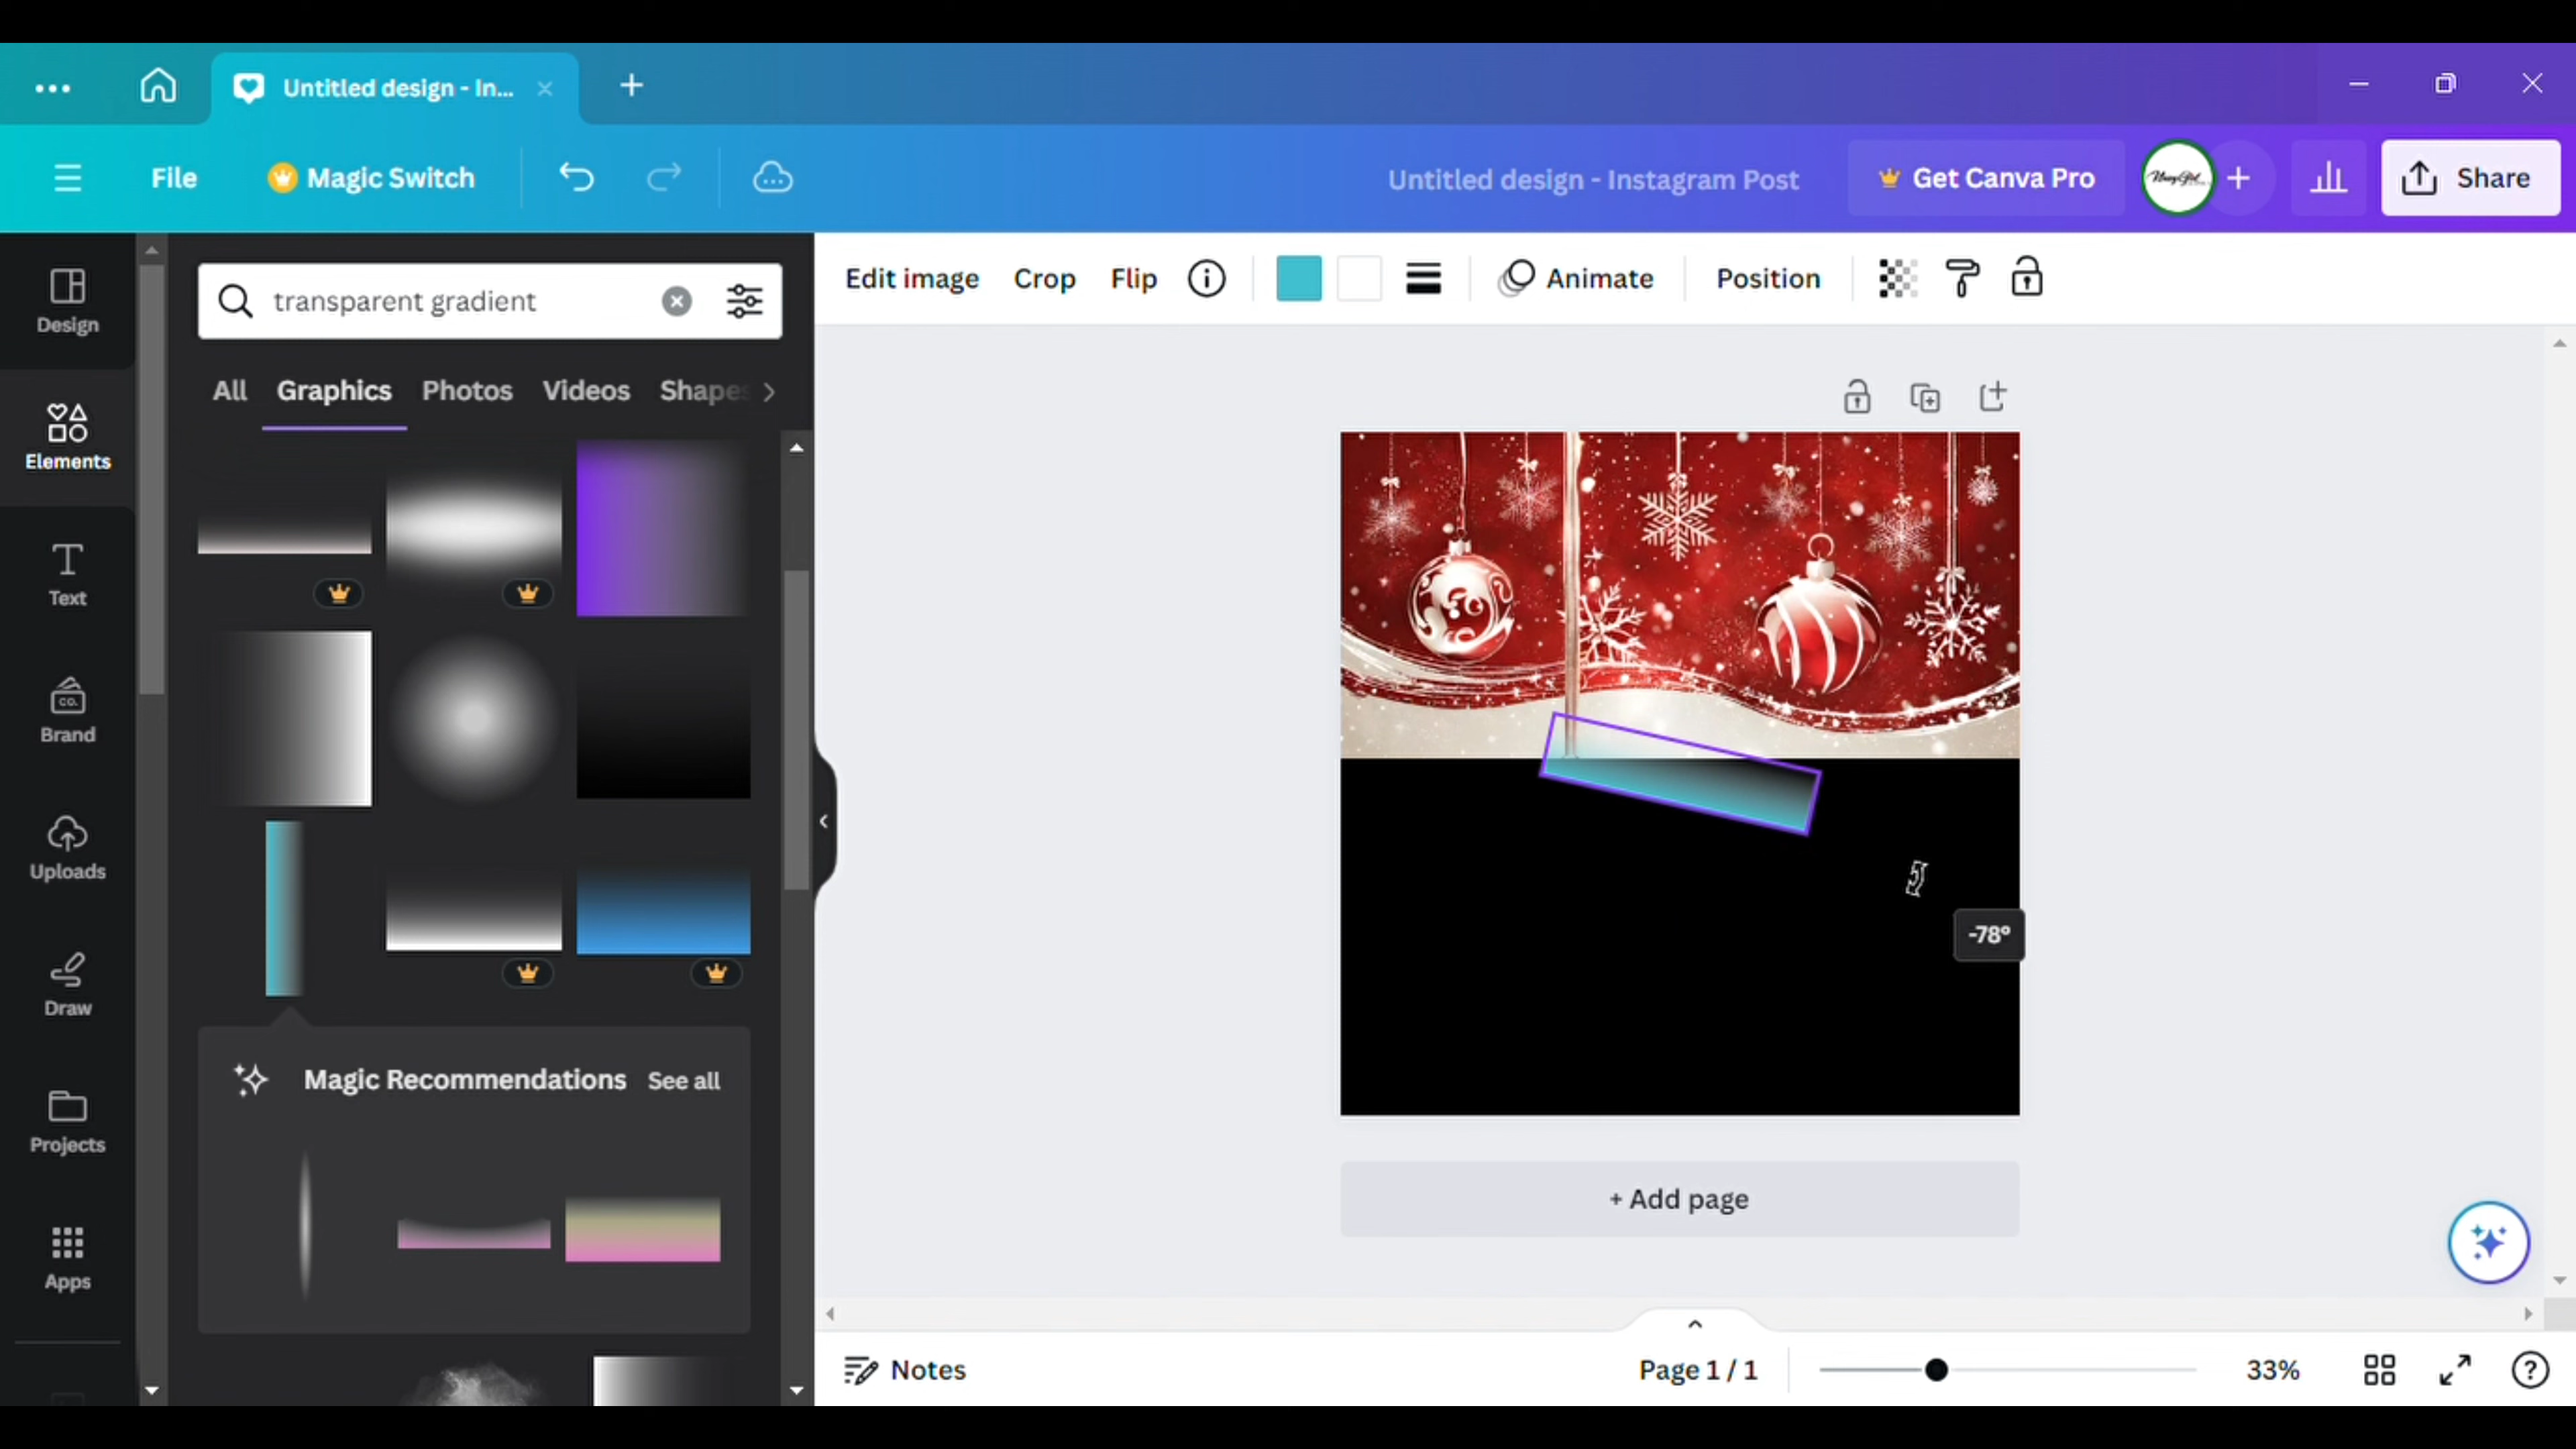 Untitled design - In...
File
Magic Switch
Untitled design - Instagram Post
Get Canva Pro
Share
Design
Elements
Text
Brand
Uploads
Draw
Projects
Apps
transparent gradient
All
Graphics
Photos
Videos
Shapes
Magic Recommendations
See all
CO.
Edit image
Crop
Flip
Animate
Position
-78°
+ Add page
Notes
Page 1 / 1
33%